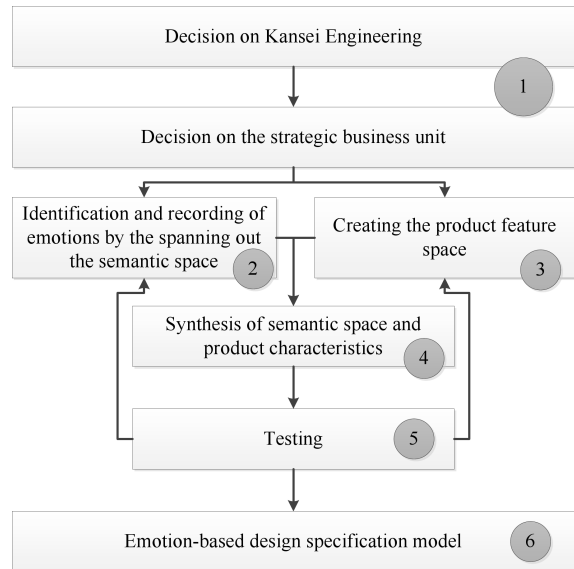 Decision on Kansei Engineering
1
Decision on the strategic business unit
Identification and recording of
emotions by the spanning out
the semantic space
2
Creating the product feature
space
3
Synthesis of semantic space and
product characteristics
4
Testing
5
Emotion-based design specification model
6